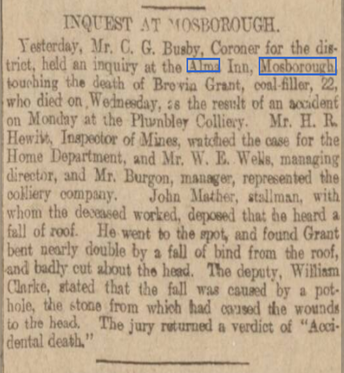 INQUEST AT MOSBOROUGH.
Yesterday, Mr. C. G. Busby, Coroner for the dis-
trict, held an inquiry at the Alma Inn, Mosborough,
touching the death of Brown Grant, coal-filler, 22,
who died on Wednesday, as the result of an accident
on Monday at the Plumbley Colliery. Mr. H. R.
Hewitt, Inspector of Mines, watched the case for the
Home Department, and Mr. W. E. Wells, managing
director, and Mr. Burgon, manager, represented the
colliery company. John Mather, stallman, with
whom the deceased worked, deposed that he heard a
fall of roof. He went to the spot, and found Grant
bent nearly double by a fall of bind from the roof,
and badly cut about the head. The deputy, William
Clarke, stated that the fall was caused by a pot-
hole, the stone from which had caused the wounds
to the head. The jury returned a verdict of "Acci-
dental death."